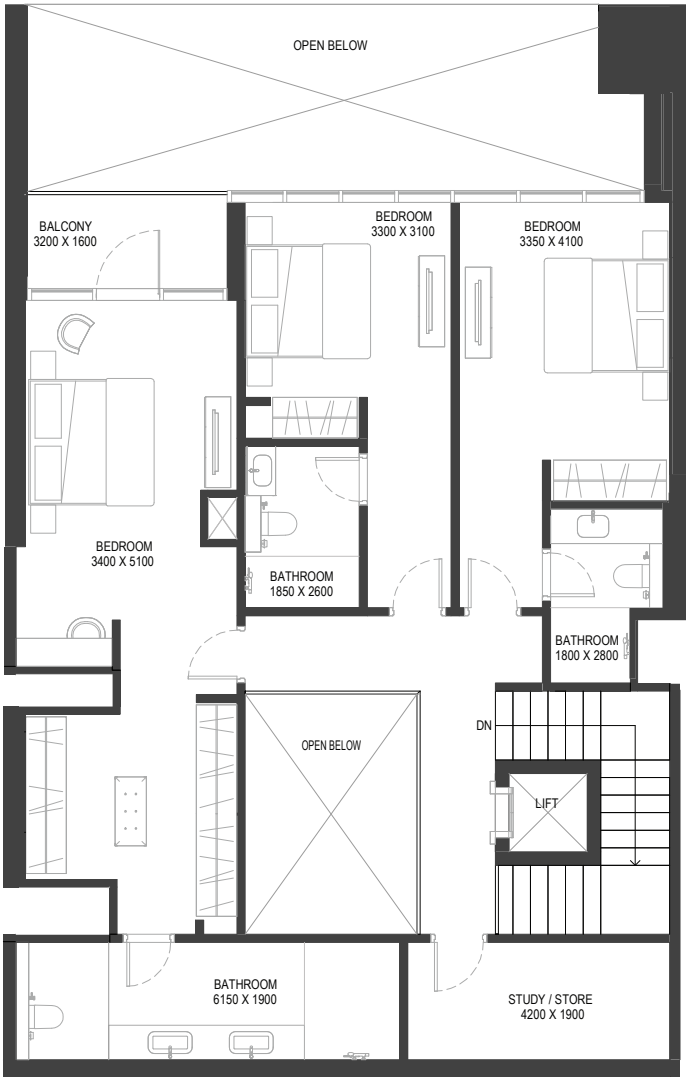 OPEN BELOW
BALCONY
3200 X 1600
BEDROOM
3300 X 3100
BEDROOM
3350 X 4100
BEDROOM
3400 X 5100
BATHROOM
1850 X 2600
BATHROOM
1800 X 2800
OPEN BELOW
DN
LIFT
BATHROOM
6150 X 1900
STUDY / STORE
4200 X 1900